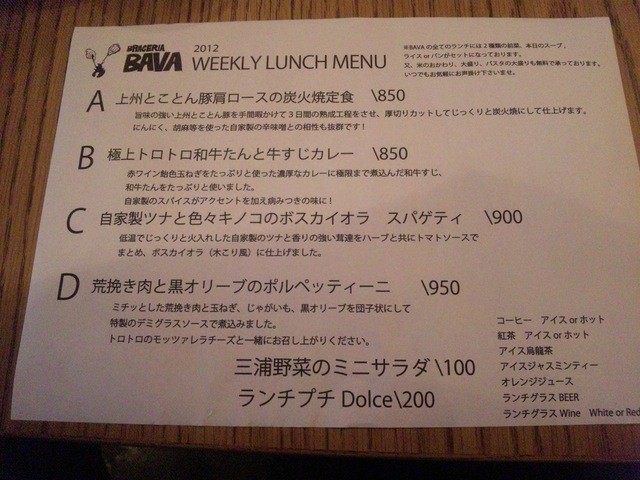 BRACERIA
BAVA
2012
WEEKLY LUNCH MENU
※BAVAの全てのランチには2種類の前菜、本日のスープ、
ライスorパンがセットになっております。
又、米のおかわり、大盛り、パスタの大盛りも無料で承っております。
いつでもお気軽にお声掛け下さいませ。
A 上州とことん豚肩ロースの炭火焼定食 \850
旨味の強い上州とことん豚を手間暇かけて3日間の熟成工程をさせ、厚切りカットしてじっくりと炭火焼にして仕上げます。
にんにく、胡麻等を使った自家製の辛味噌との相性も抜群です!
B 極上トロトロ和牛たんと牛すじカレー \850
赤ワイン飴色玉ねぎをたっぷりと使った濃厚なカレーに極限まで煮込んだ和牛すじ、
和牛たんをたっぷりと使いました。
自家製のスパイスがアクセントを加え病みつきの味に!
C 自家製ツナと色々キノコのボスカイオラ スパゲティ \900
低温でじっくりと火入れした自家製のツナと香りの強い茸達をハーブと共にトマトソースで
まとめ、ボスカイオラ(木こり風)に仕上げました。
D 荒挽き肉と黒オリーブのポルペッティーニ \950
ミチッとした荒挽き肉と玉ねぎ、じゃがいも、黒オリーブを団子状にして
特製のデミグラスソースで煮込みました。
トロトロのモッツァレラチーズと一緒にお召し上がりください。
三浦野菜のミニサラダ \100
ランチプチ Dolce\200
コーヒー アイス or ホット
紅茶 アイス or ホット
アイス烏龍茶
アイスジャスミンティー
オレンジジュース
ランチグラス BEER
ランチグラス Wine White or Red